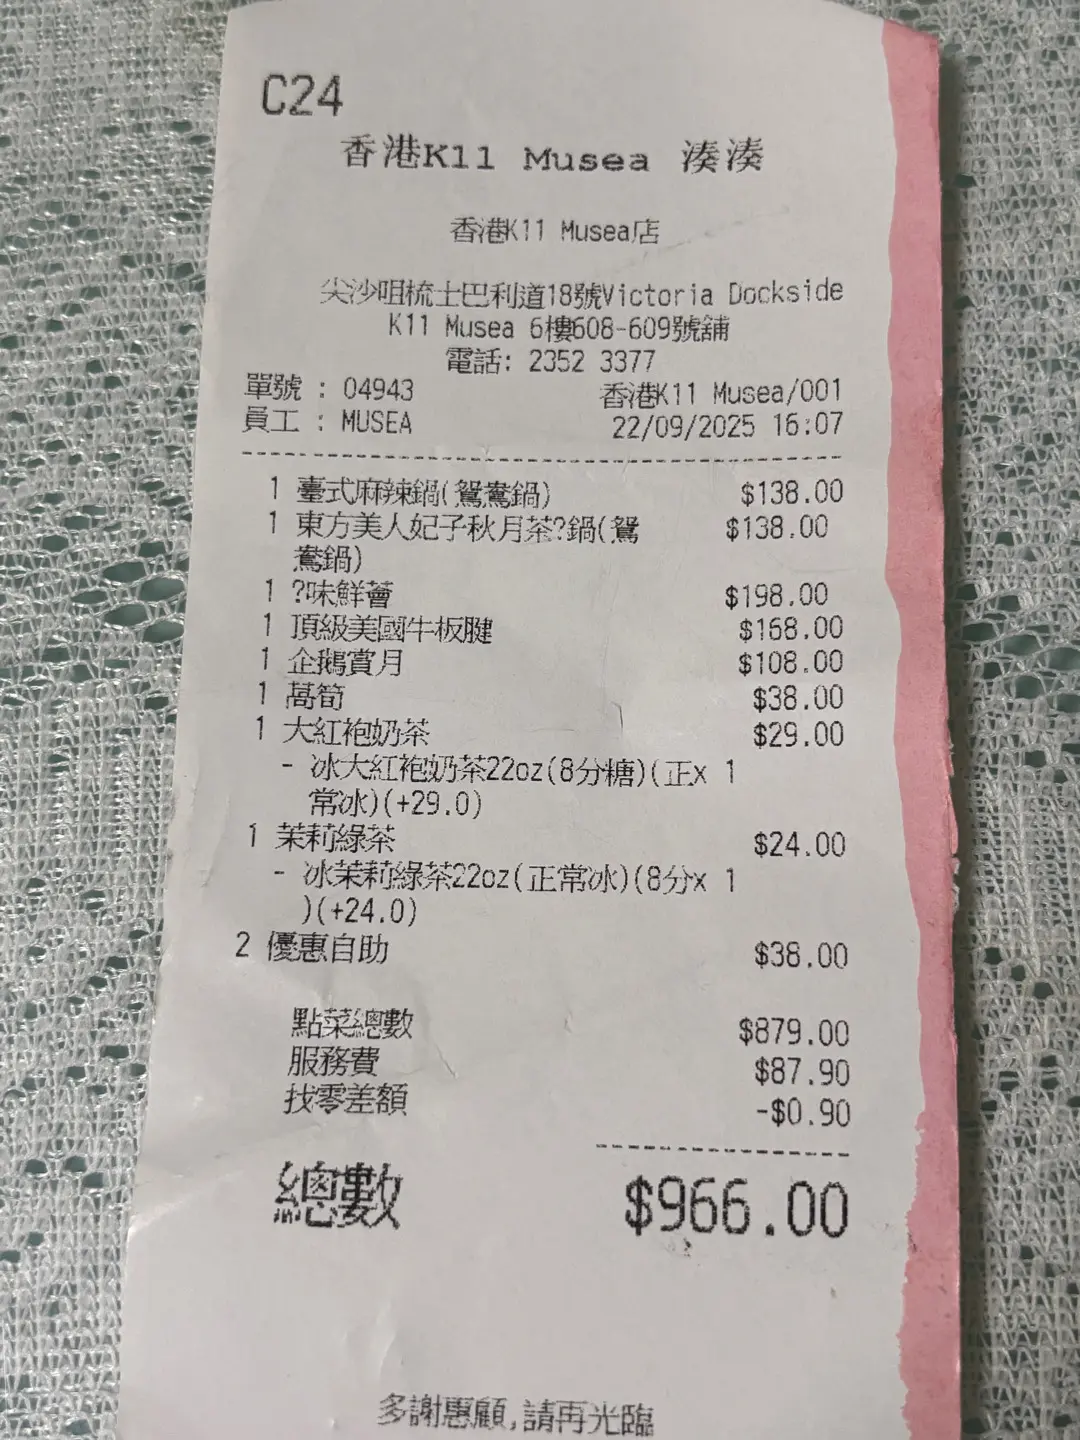 C24
香港K11 Musea 湊湊
香港K11 Musea店
尖沙咀梳士巴利道18號Victoria Dockside
K11 Musea 6樓608-609號舖
電話: 2352 3377
單號 : 04943 香港K11 Musea/001
員工 : MUSEA 22/09/2025 16:07
1 臺式麻辣鍋(鴛鴦鍋) $138.00
1 東方美人妃子秋月茶?鍋(鴛 $138.00
鴦鍋)
1 ?味鮮薈 $198.00
1 頂級美國牛板腱 $168.00
1 企鵝賞月 $108.00
1 萵筍 $38.00
1 大紅袍奶茶 $29.00
- 冰大紅袍奶茶22oz(8分糖)(正x 1
常冰)(+29.0)
1 茉莉綠茶 $24.00
- 冰茉莉綠茶22oz(正常冰)(8分x 1
)(+24.0)
2 優惠自助 $38.00
點菜總數 $879.00
服務費 $87.90
找零差額 -$0.90
總數 $966.00
多謝惠顧,請再光臨